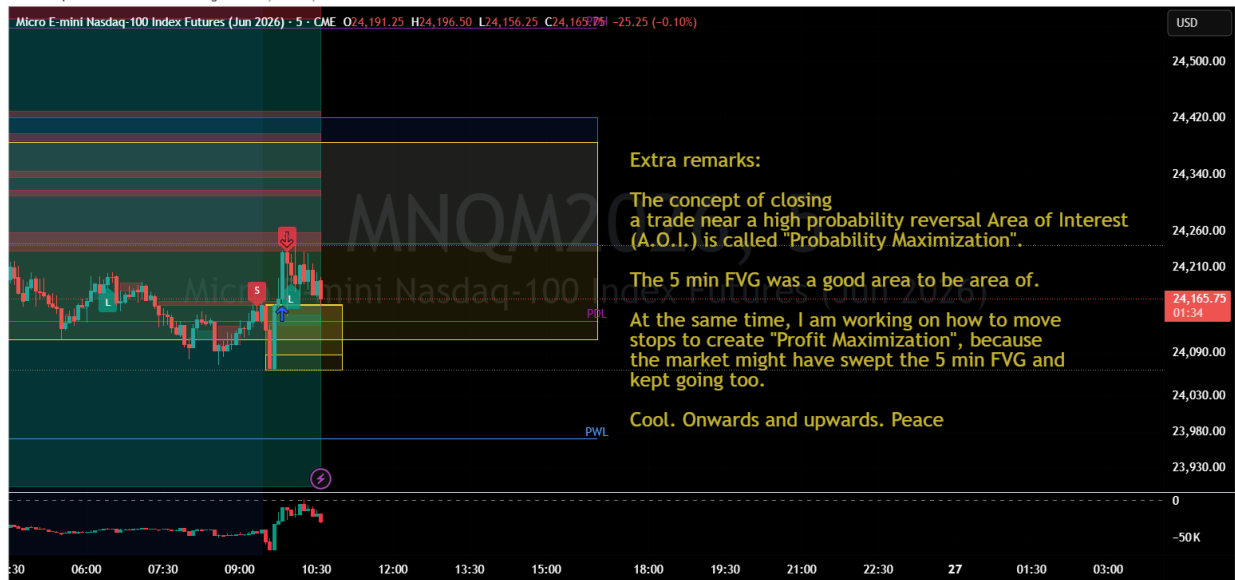 Micro E-mini Nasdaq-100 Index Futures (Jun 2026) · 5 · CME O24,191.25 H24,196.50 L24,156.25 C24,165.75 −25.25 (−0.10%)
USD
24,500.00
24,420.00
24,340.00
24,260.00
24,210.00
24,165.75
01:34
24,090.00
24,030.00
23,980.00
23,930.00
0
−50K
MNQM2026, 5
Micro E-mini Nasdaq-100 Index Futures (Jun 2026)
Extra remarks:
The concept of closing
a trade near a high probability reversal Area of Interest
(A.O.I.) is called "Probability Maximization".
The 5 min FVG was a good area to be area of.
At the same time, I am working on how to move
stops to create "Profit Maximization", because
the market might have swept the 5 min FVG and
kept going too.
Cool. Onwards and upwards. Peace
L
S
L
PDL
PWL
:30 06:00 07:30 09:00 10:30 12:00 13:30 15:00 18:00 19:30 21:00 22:30 27 01:30 03:00